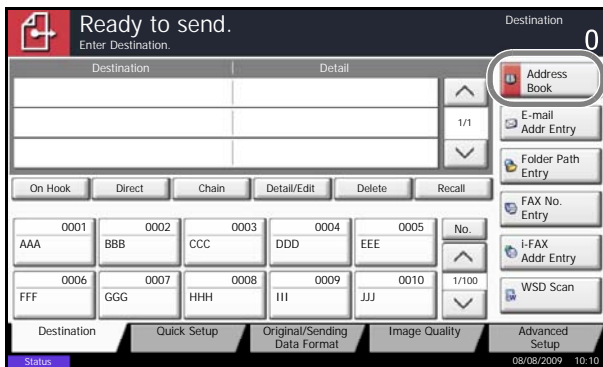 Ready to send.
Enter Destination.
Destination
0
Destination
Detail
1/1
Address
Book
E-mail
Addr Entry
Folder Path
Entry
FAX No.
Entry
i-FAX
Addr Entry
WSD Scan
On Hook
Direct
Chain
Detail/Edit
Delete
Recall
0001
AAA
0002
BBB
0003
CCC
0004
DDD
0005
EEE
No.
0006
FFF
0007
GGG
0008
HHH
0009
III
0010
JJJ
1/100
Destination
Quick Setup
Original/Sending
Data Format
Image Quality
Advanced
Setup
Status
08/08/2009 10:10